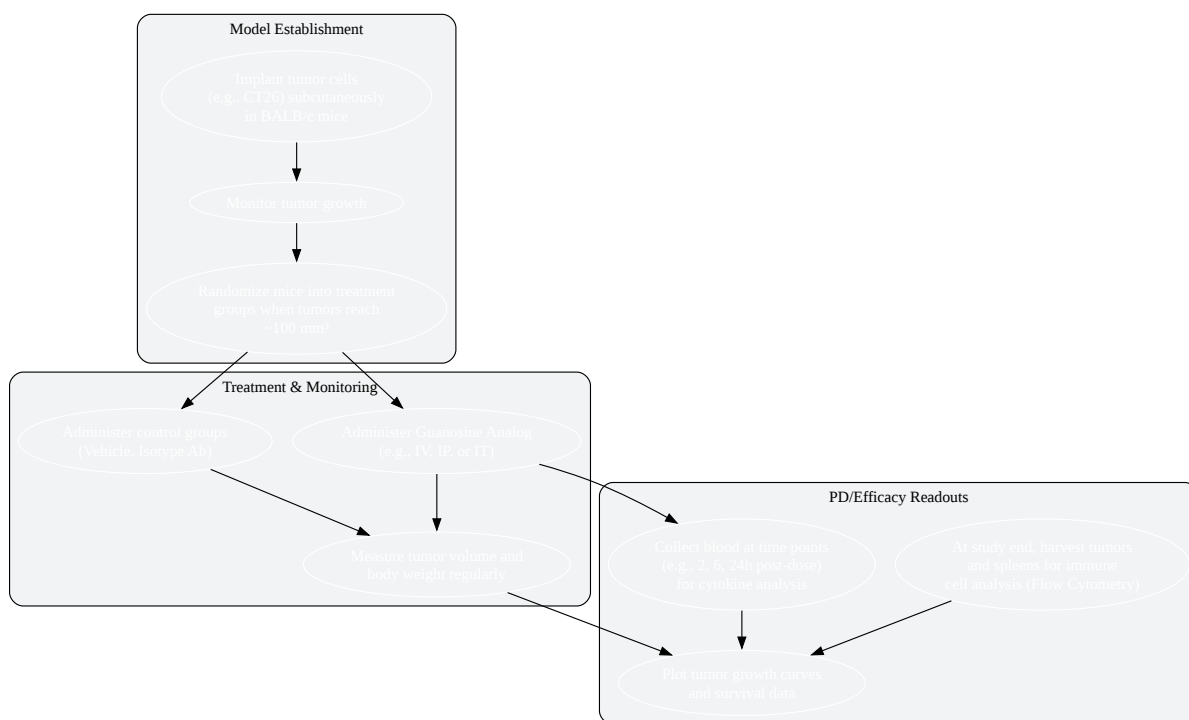 Model Establishment
Implant tumor cells
(e.g., CT26) subcutaneously
in BALB/c mice
Monitor tumor growth
Randomize mice into treatment
groups when tumors reach
~100 mm³
Treatment & Monitoring
Administer control groups
(Vehicle, Isotype Ab)
Administer Guanosine Analog
(e.g., IV, IP, or IT)
Measure tumor volume and
body weight regularly
PD/Efficacy Readouts
Collect blood at time points
(e.g., 2, 6, 24h post-dose)
for cytokine analysis
At study end, harvest tumors
and spleens for immune
cell analysis (Flow Cytometry)
Plot tumor growth curves
and survival data